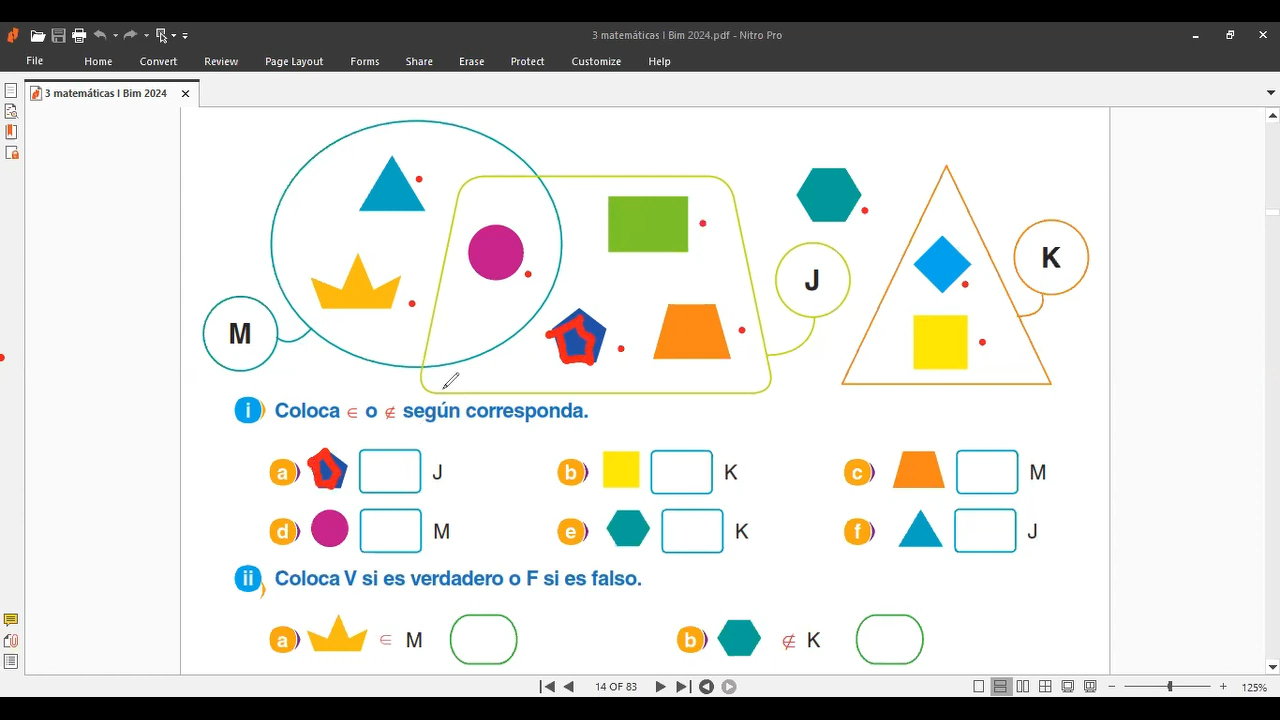 3 matemáticas I Bim 2024.pdf - Nitro Pro
File Home Convert Review Page Layout Forms Share Erase Protect Customize Help
3 matemáticas I Bim 2024
M
J
K
i Coloca ∈ o ∉ según corresponda.
a) J b) K c) M
d) M e) K f) J
ii Coloca V si es verdadero o F si es falso.
a) ∈ M b) ∉ K
14 OF 83 125%